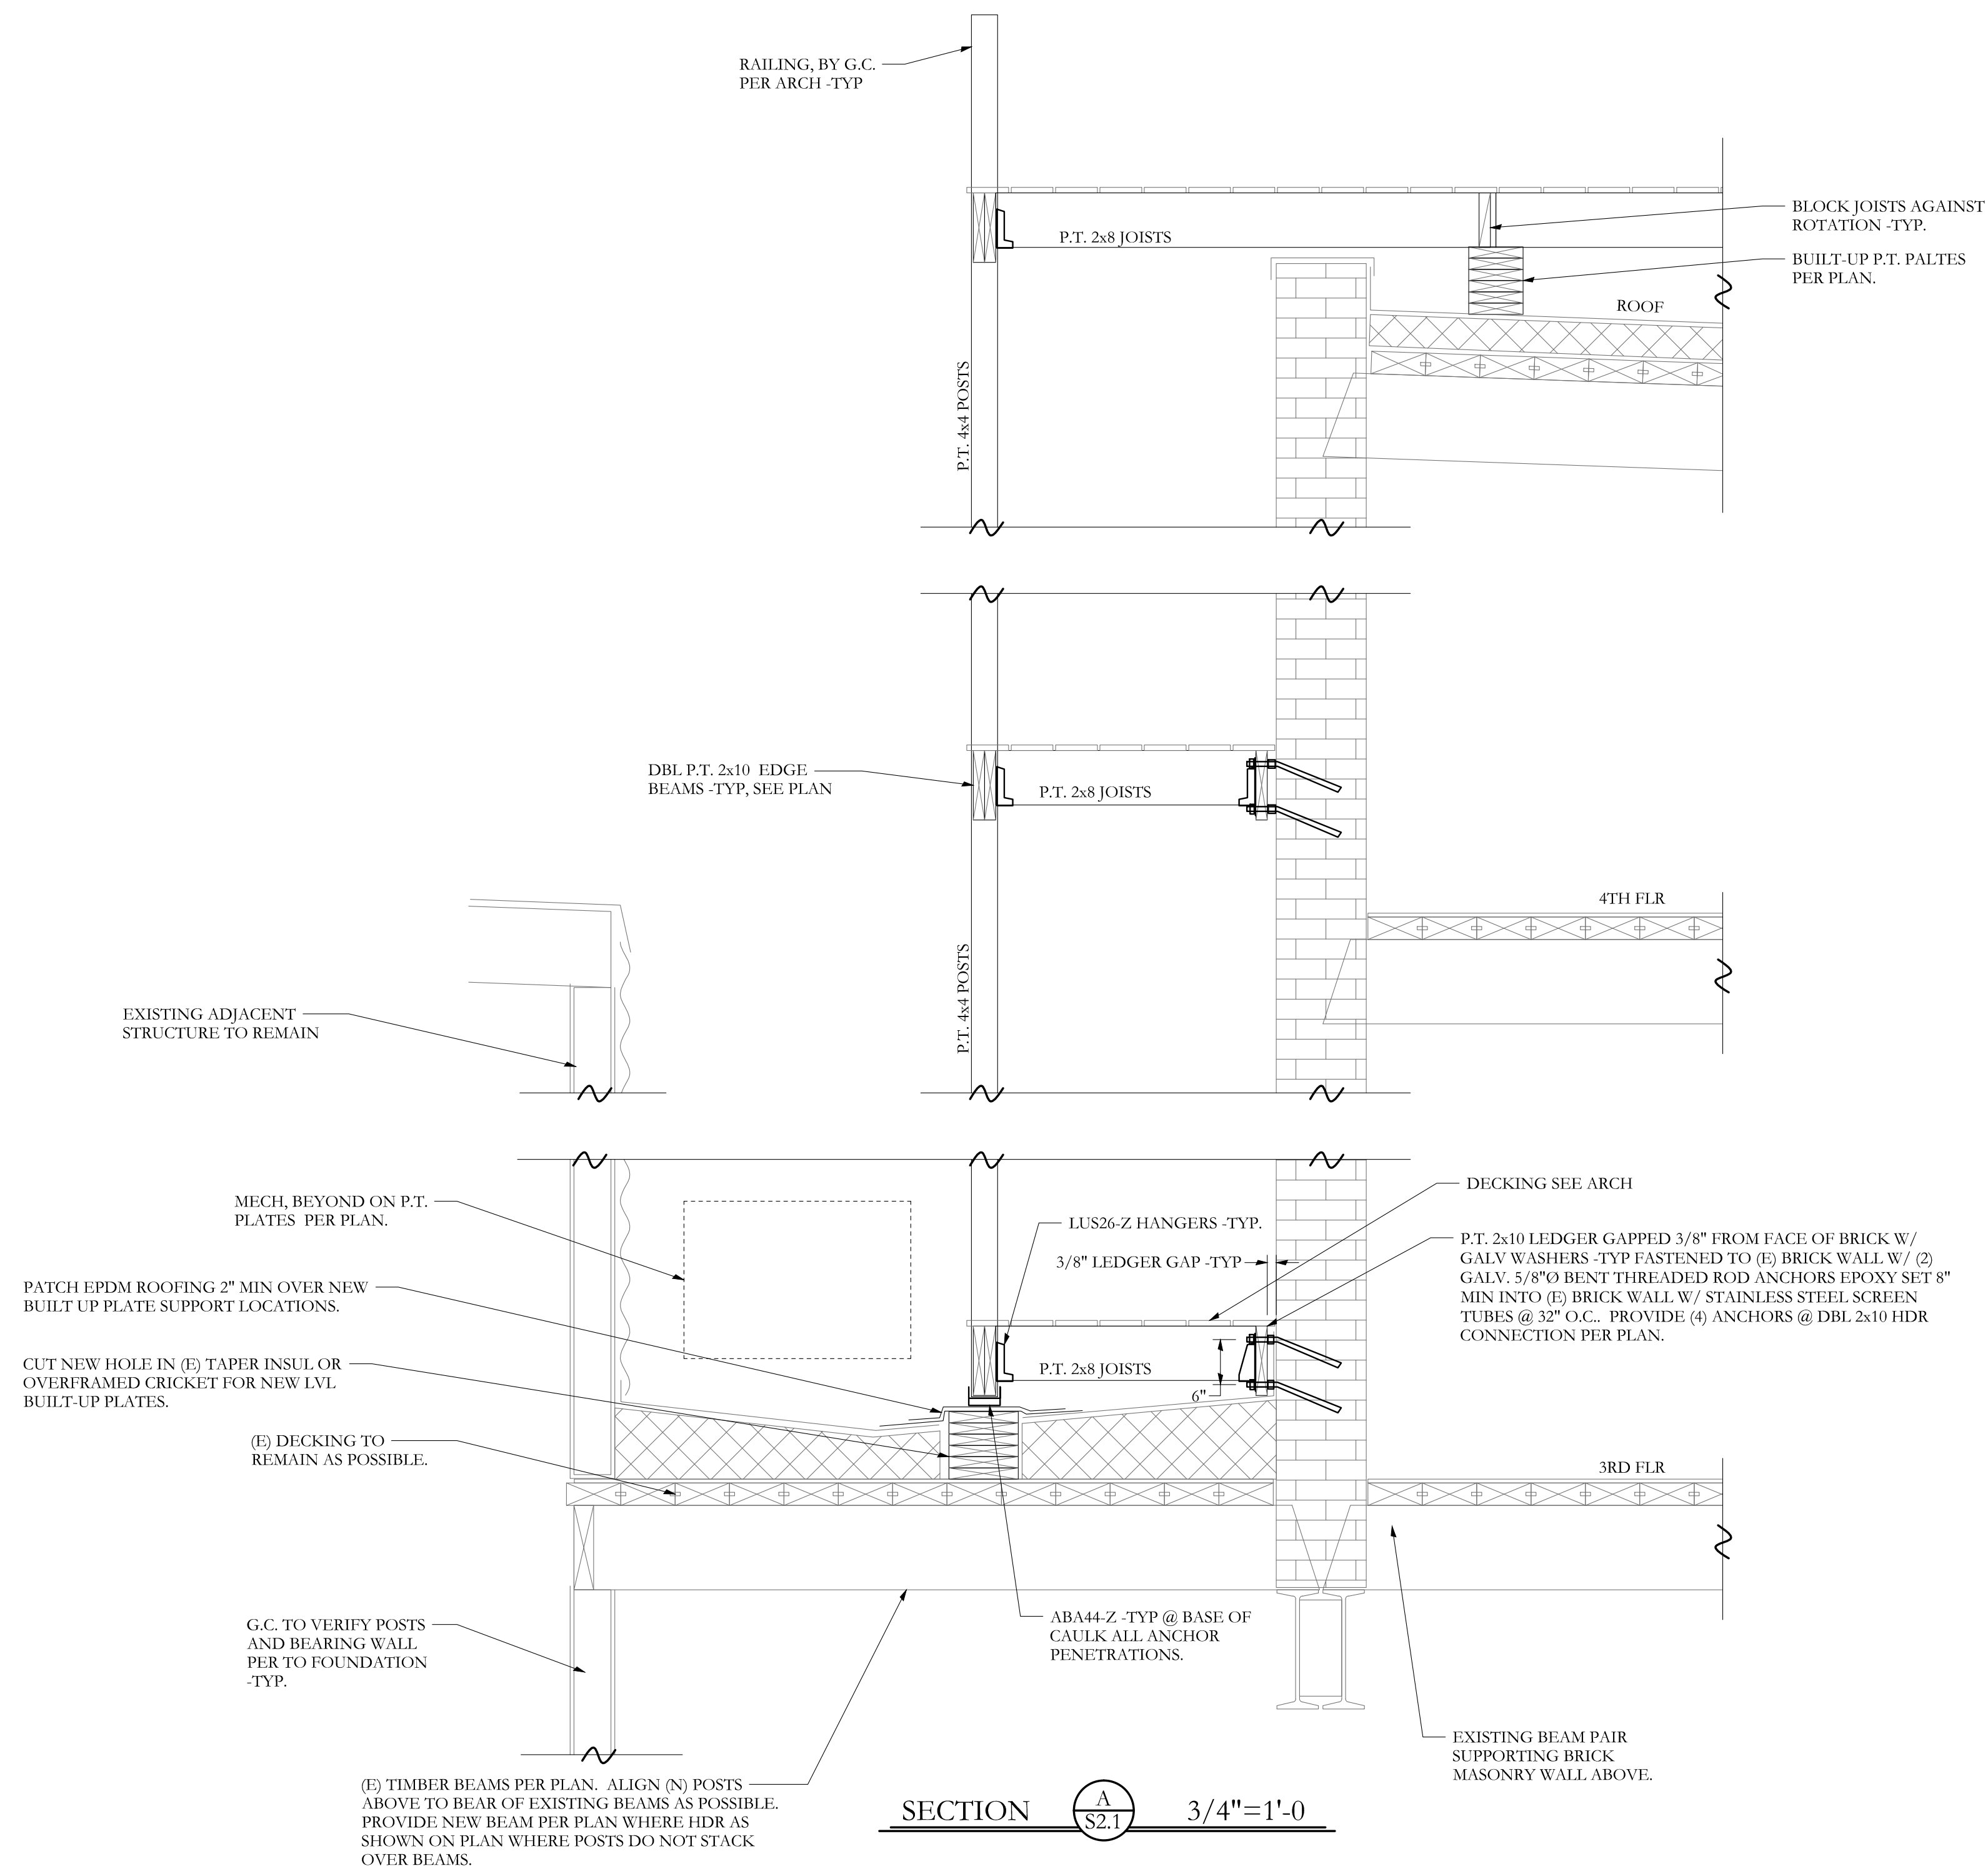 RAILING, BY G.C.
PER ARCH -TYP
BLOCK JOISTS AGAINST
ROTATION -TYP.
P.T. 2x8 JOISTS
BUILT-UP P.T. PALTES
PER PLAN.
ROOF
P.T. 4x4 POSTS
DBL P.T. 2x10 EDGE
BEAMS -TYP, SEE PLAN
P.T. 2x8 JOISTS
4TH FLR
P.T. 4x4 POSTS
EXISTING ADJACENT
STRUCTURE TO REMAIN
MECH, BEYOND ON P.T.
PLATES PER PLAN.
DECKING SEE ARCH
LUS26-Z HANGERS -TYP.
3/8" LEDGER GAP -TYP
P.T. 2x10 LEDGER GAPPED 3/8" FROM FACE OF BRICK W/
GALV WASHERS -TYP FASTENED TO (E) BRICK WALL W/ (2)
GALV. 5/8"Ø BENT THREADED ROD ANCHORS EPOXY SET 8"
MIN INTO (E) BRICK WALL W/ STAINLESS STEEL SCREEN
TUBES @ 32" O.C.. PROVIDE (4) ANCHORS @ DBL 2x10 HDR
CONNECTION PER PLAN.
PATCH EPDM ROOFING 2" MIN OVER NEW
BUILT UP PLATE SUPPORT LOCATIONS.
CUT NEW HOLE IN (E) TAPER INSUL OR
OVERFRAMED CRICKET FOR NEW LVL
BUILT-UP PLATES.
P.T. 2x8 JOISTS
6"
(E) DECKING TO
REMAIN AS POSSIBLE.
3RD FLR
G.C. TO VERIFY POSTS
AND BEARING WALL
PER TO FOUNDATION
-TYP.
ABA44-Z -TYP @ BASE OF
CAULK ALL ANCHOR
PENETRATIONS.
EXISTING BEAM PAIR
SUPPORTING BRICK
MASONRY WALL ABOVE.
(E) TIMBER BEAMS PER PLAN. ALIGN (N) POSTS
ABOVE TO BEAR OF EXISTING BEAMS AS POSSIBLE.
PROVIDE NEW BEAM PER PLAN WHERE HDR AS
SHOWN ON PLAN WHERE POSTS DO NOT STACK
OVER BEAMS.
SECTION A S2.1 3/4"=1'-0